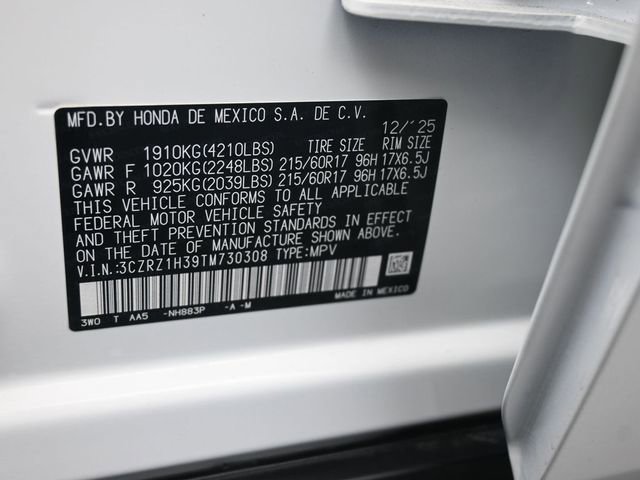 MFD.BY HONDA DE MEXICO S.A. DE C.V.
12/'25
GVWR 1910KG(4210LBS) TIRE SIZE RIM SIZE
GAWR F 1020KG(2248LBS) 215/60R17 96H 17X6.5J
GAWR R 925KG(2039LBS) 215/60R17 96H 17X6.5J
THIS VEHICLE CONFORMS TO ALL APPLICABLE
FEDERAL MOTOR VEHICLE SAFETY
AND THEFT PREVENTION STANDARDS IN EFFECT
ON THE DATE OF MANUFACTURE SHOWN ABOVE.
V.I.N.:3CZRZ1H39TM730308 TYPE:MPV
3WO T AA5 -NH883P -A -M
MADE IN MEXICO